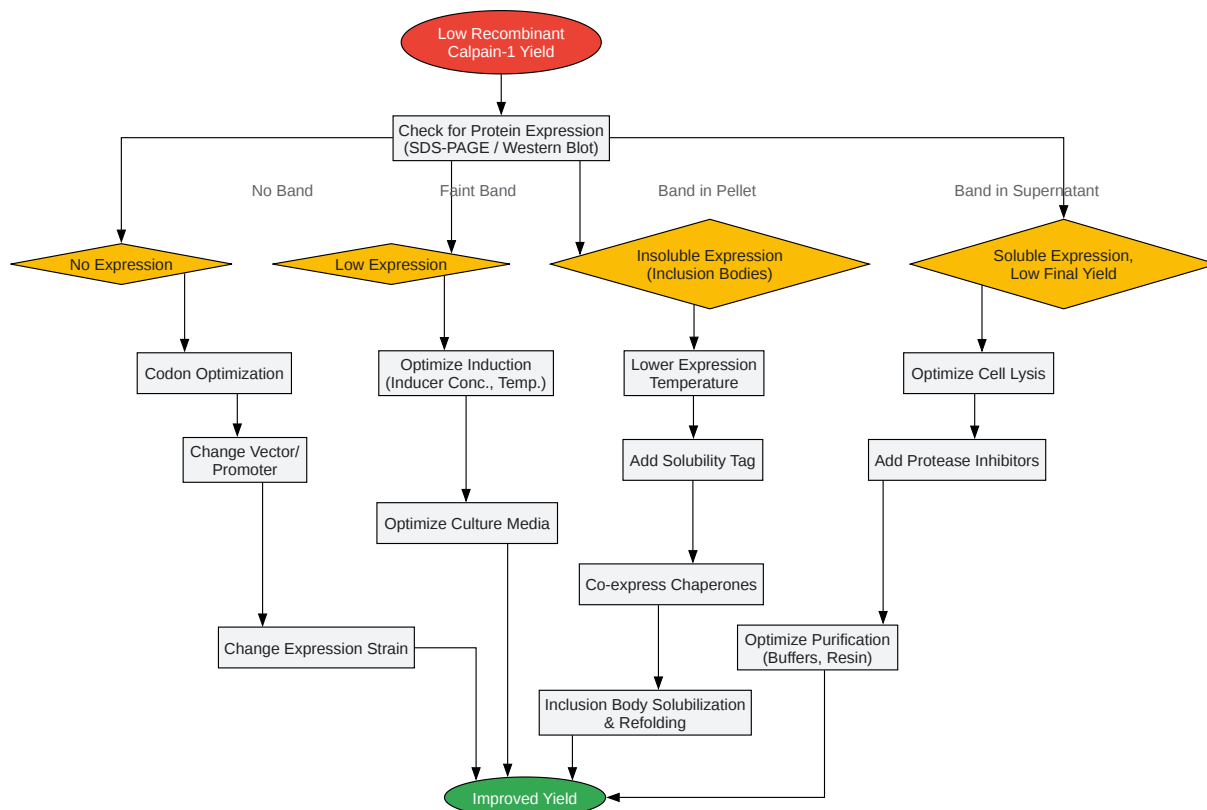 Low Recombinant
Calpain-1 Yield
Check for Protein Expression
(SDS-PAGE / Western Blot)
No Band
Faint Band
Band in Pellet
Band in Supernatant
No Expression
Low Expression
Insoluble Expression
(Inclusion Bodies)
Soluble Expression,
Low Final Yield
Codon Optimization
Optimize Induction
(Inducer Conc., Temp.)
Lower Expression
Temperature
Optimize Cell Lysis
Change Vector/
Promoter
Add Solubility Tag
Add Protease Inhibitors
Optimize Culture Media
Co-express Chaperones
Change Expression Strain
Optimize Purification
(Buffers, Resin)
Inclusion Body Solubilization
& Refolding
Improved Yield